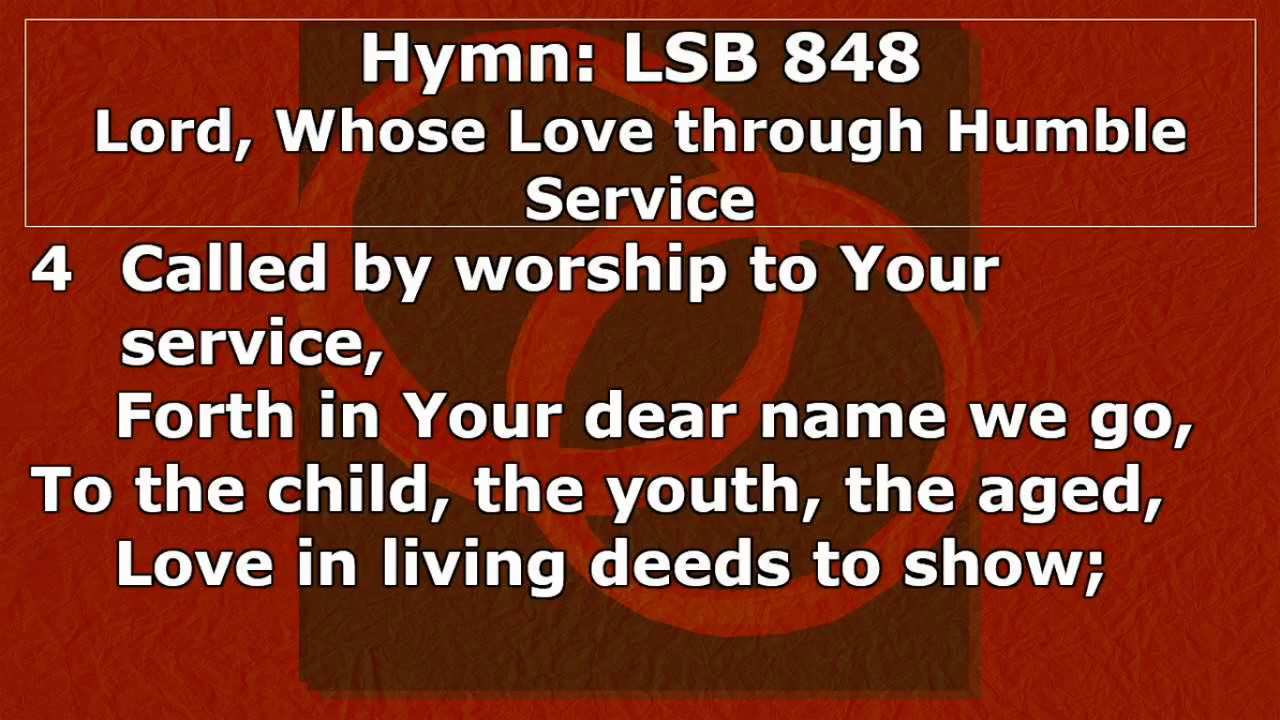 Hymn: LSB 848
Lord, Whose Love through Humble
Service
4 Called by worship to Your
service,
Forth in Your dear name we go,
To the child, the youth, the aged,
Love in living deeds to show;